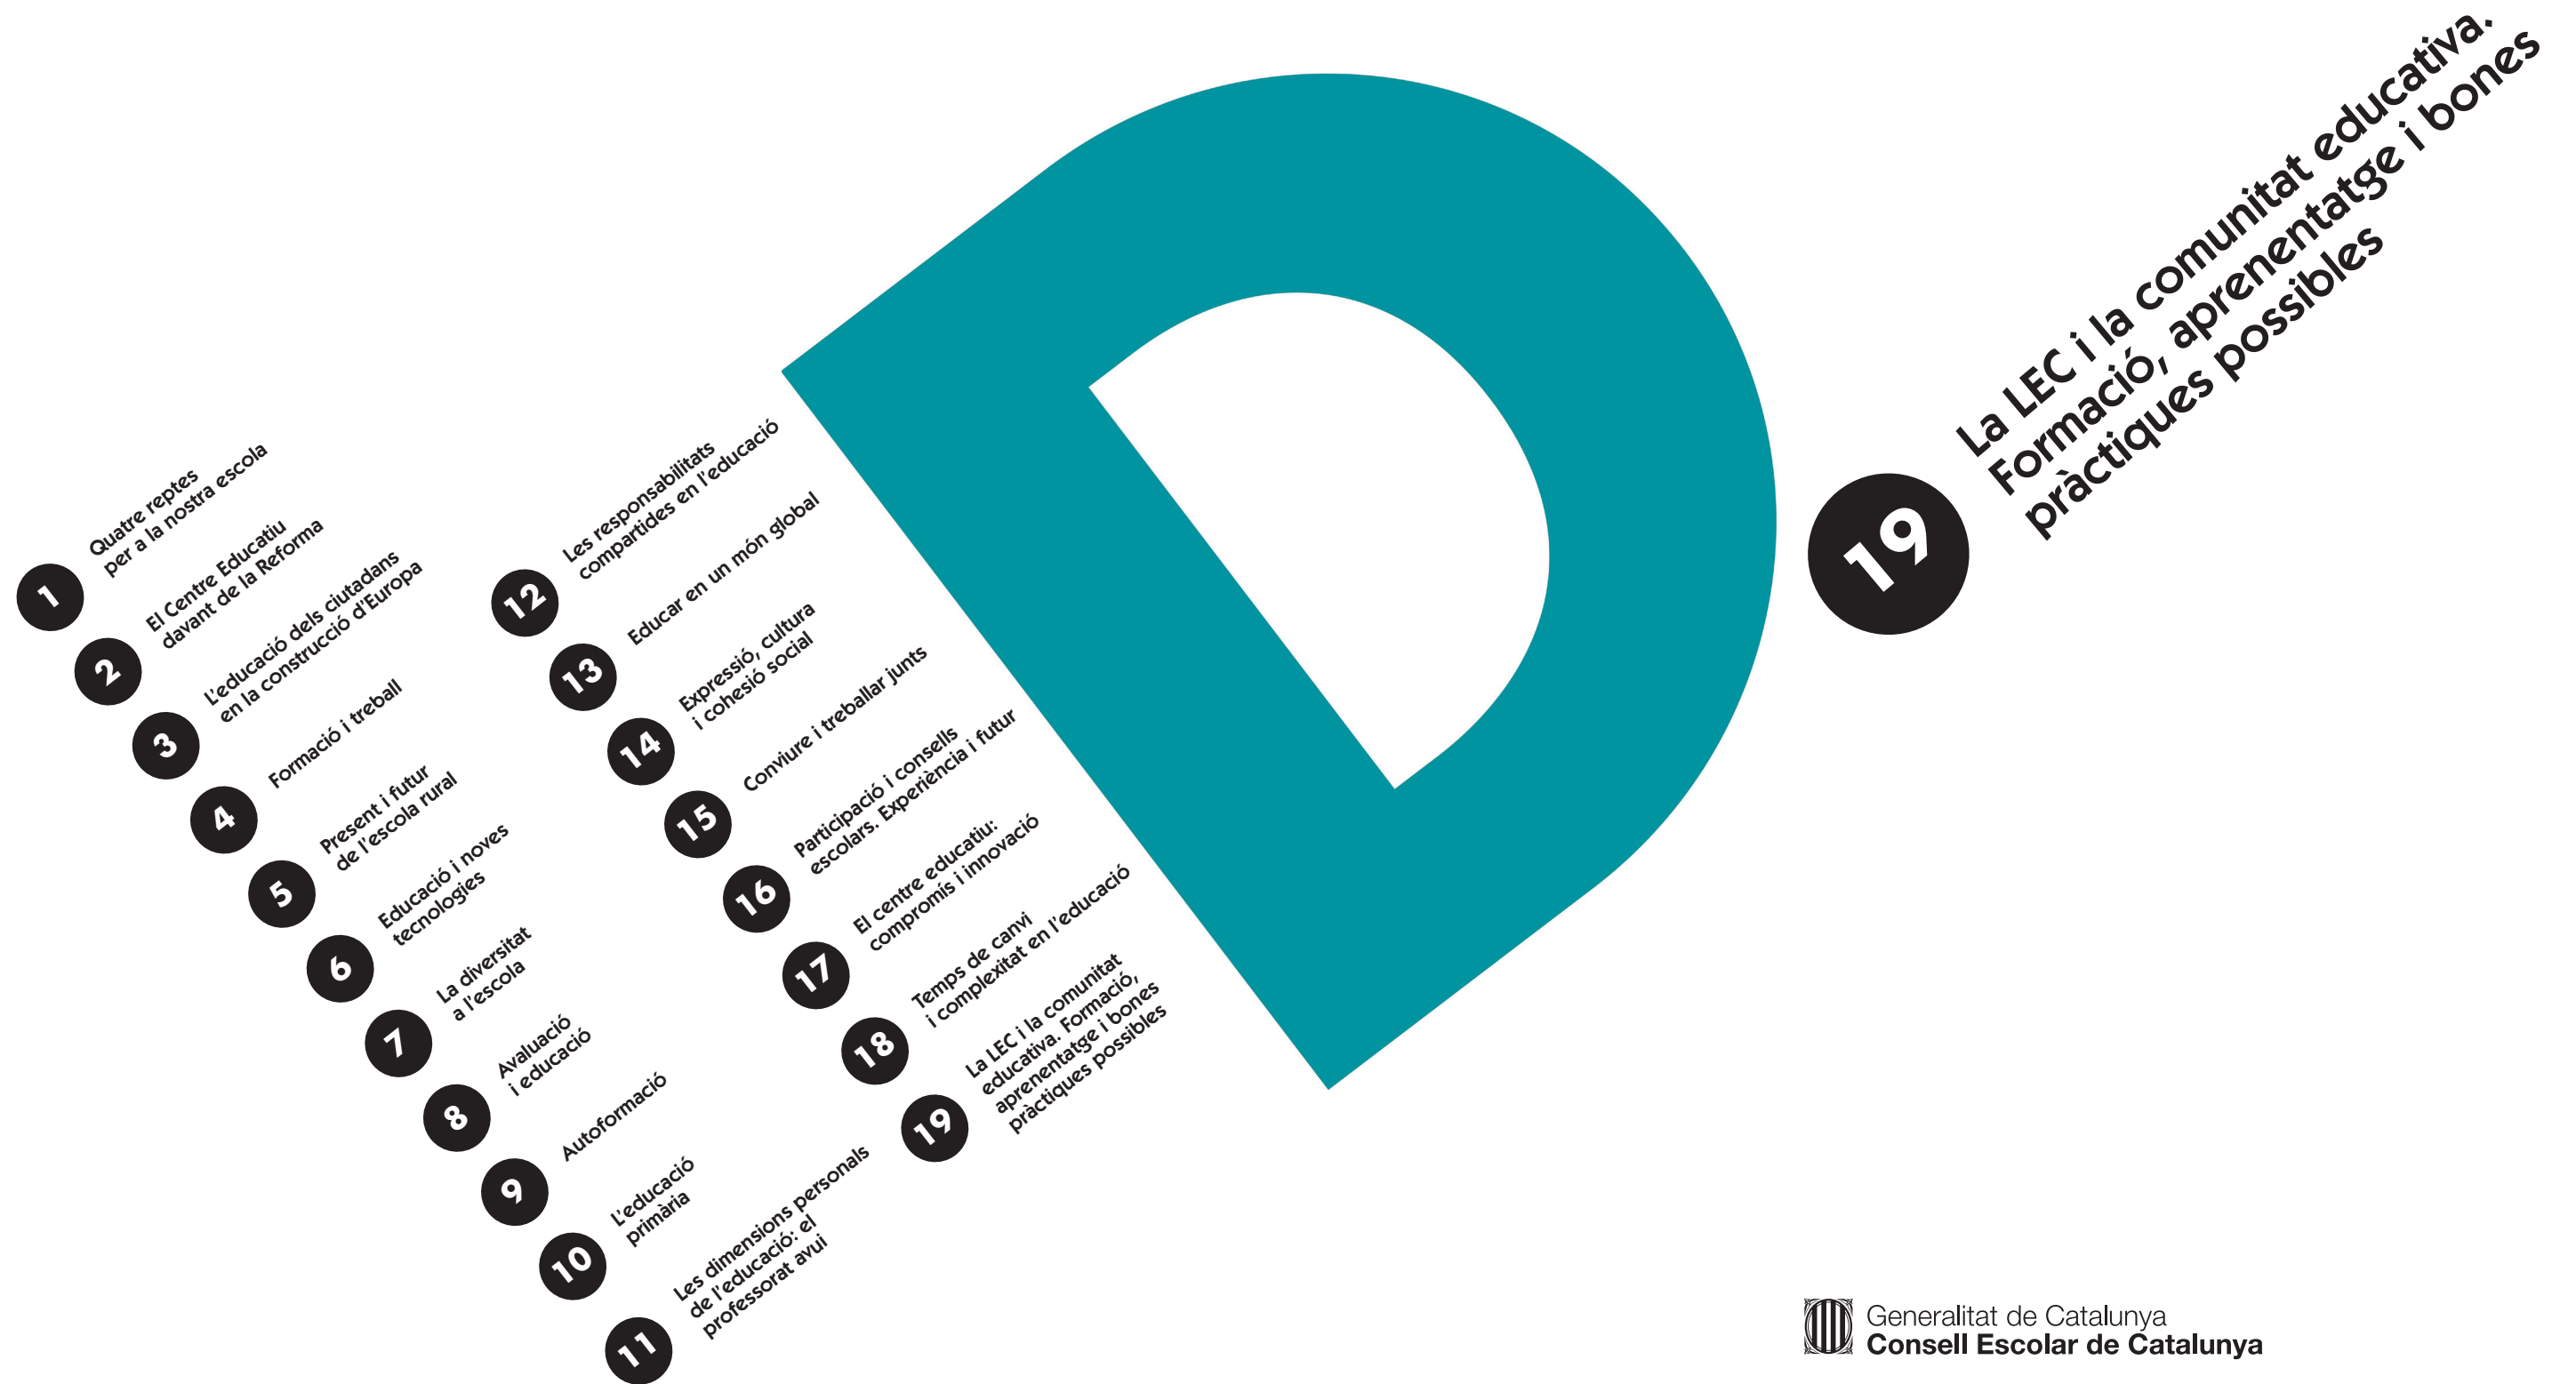 1
Quatre reptes
per a la nostra escola
2
El Centre Educatiu
davant de la Reforma
3
L'educació dels ciutadans
en la construcció d'Europa
4
Formació i treball
5
Present i futur
de l'escola rural
6
Educació i noves
tecnologies
7
La diversitat
a l'escola
8
Avaluació
i educació
9
Autoformació
10
L'educació
primària
11
Les dimensions personals
de l'educació: el
professorat avui
12
Les responsabilitats
compartides en l'educació
13
Educar en un món global
14
Expressió, cultura
i cohesió social
15
Conviure i treballar junts
16
Participació i consells
escolars. Experiència i futur
17
El centre educatiu:
compromís i innovació
18
Temps de canvi
i complexitat en l'educació
19
La LEC i la comunitat
educativa. Formació,
aprenentatge i bones
pràctiques possibles
D
19
La LEC i la comunitat educativa.
Formació, aprenentatge i bones
pràctiques possibles
Generalitat de Catalunya
Consell Escolar de Catalunya